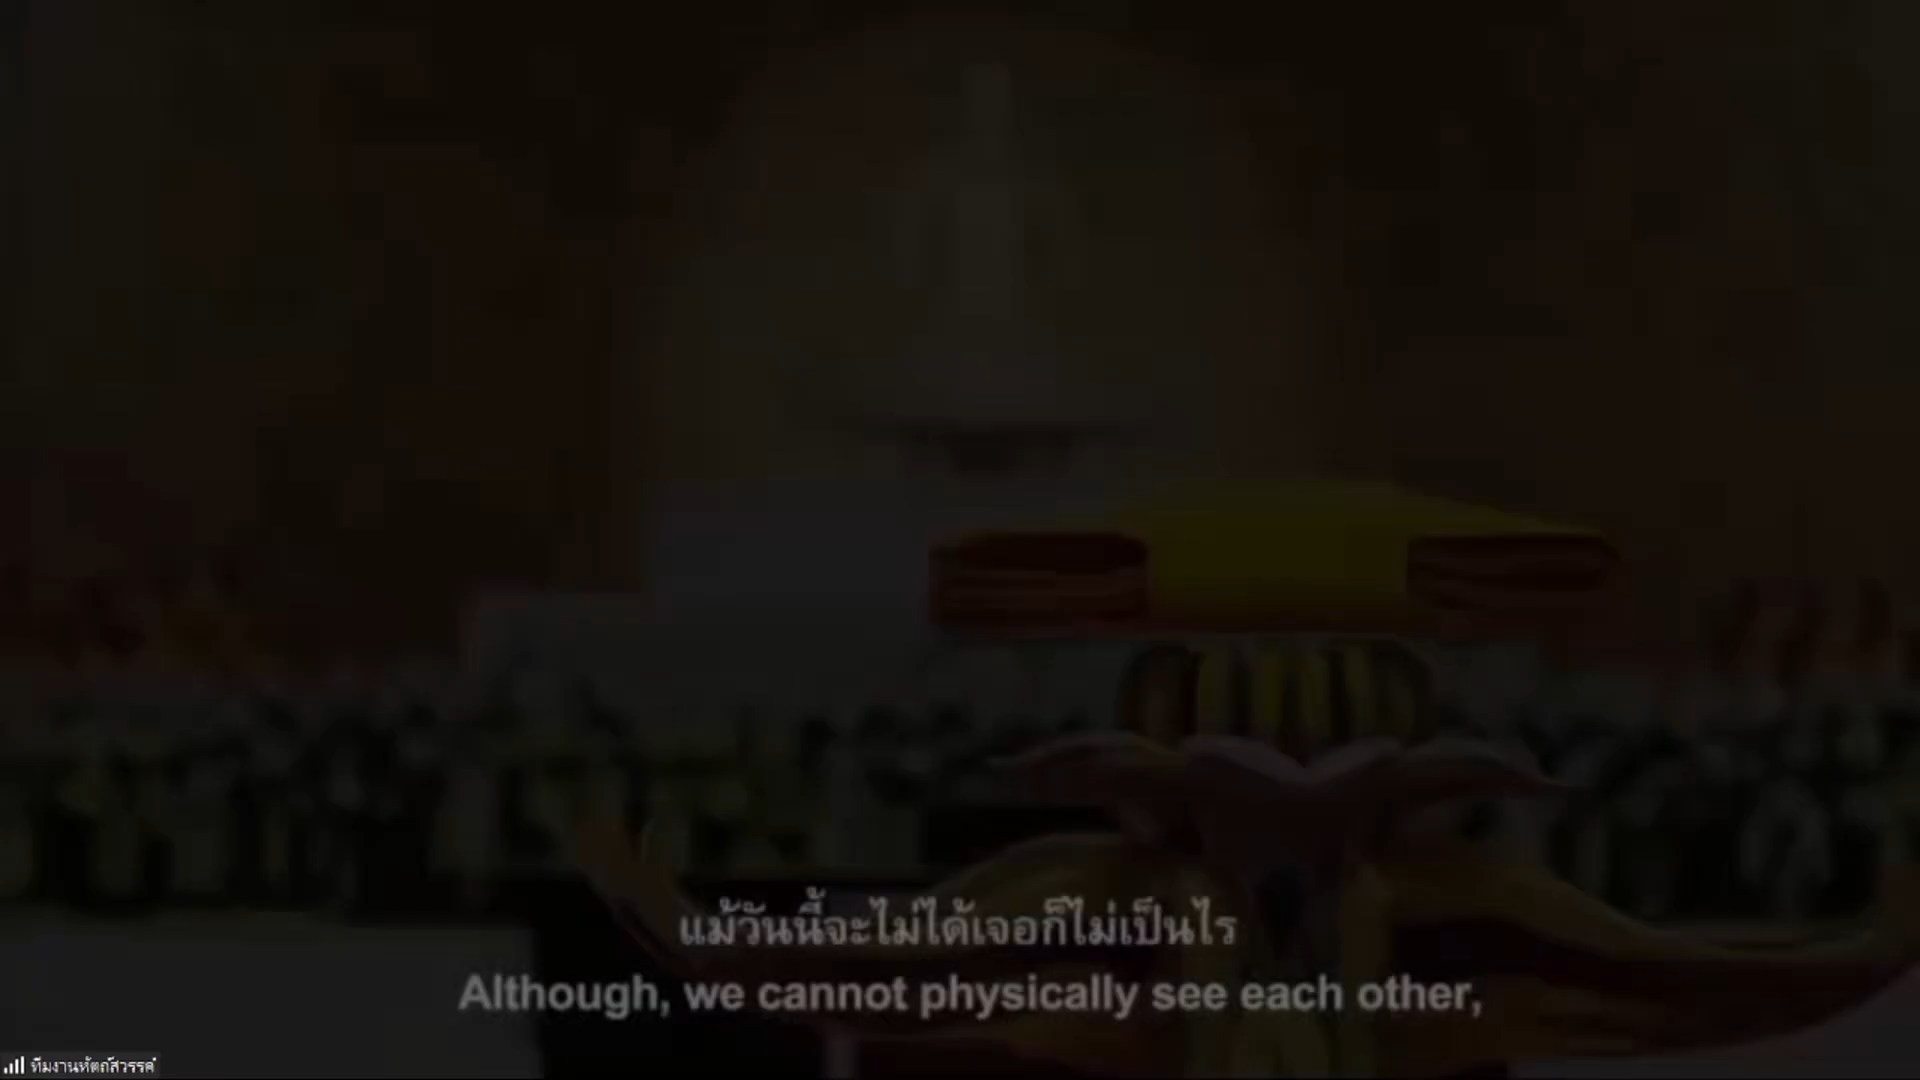 แม้วันนี้จะไม่ได้เจอก็ไม่เป็นไร
Although, we cannot physically see each other,
ทีมงานหัตถ์สวรรค์